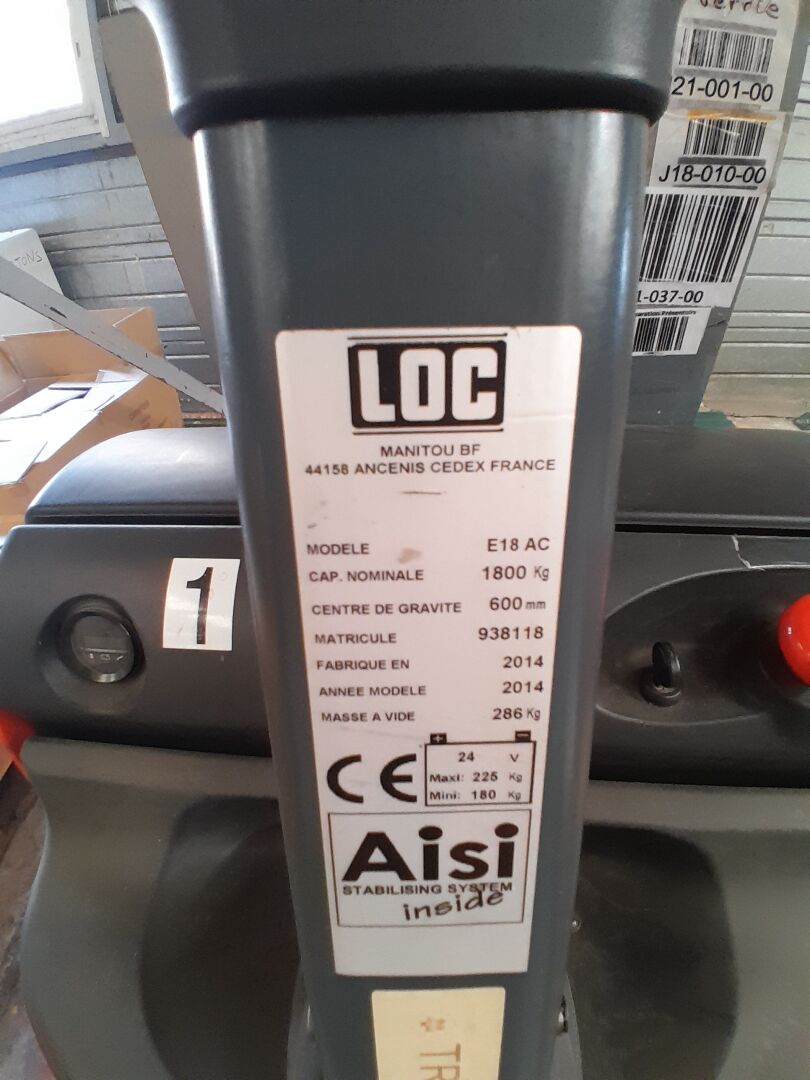 21-001-00
J18-010-00
1-037-00
TONS
LOC
MANITOU BF
44158 ANCENIS CEDEX FRANCE
MODELE E18 AC
CAP. NOMINALE 1800 Kg
CENTRE DE GRAVITE 600 mm
MATRICULE 938118
FABRIQUE EN 2014
ANNEE MODELE 2014
MASSE A VIDE 286 Kg
+ -
CE
24 V
Maxi: 225 Kg
Mini: 180 Kg
Aisi
STABILISING SYSTEM
inside
1
TR